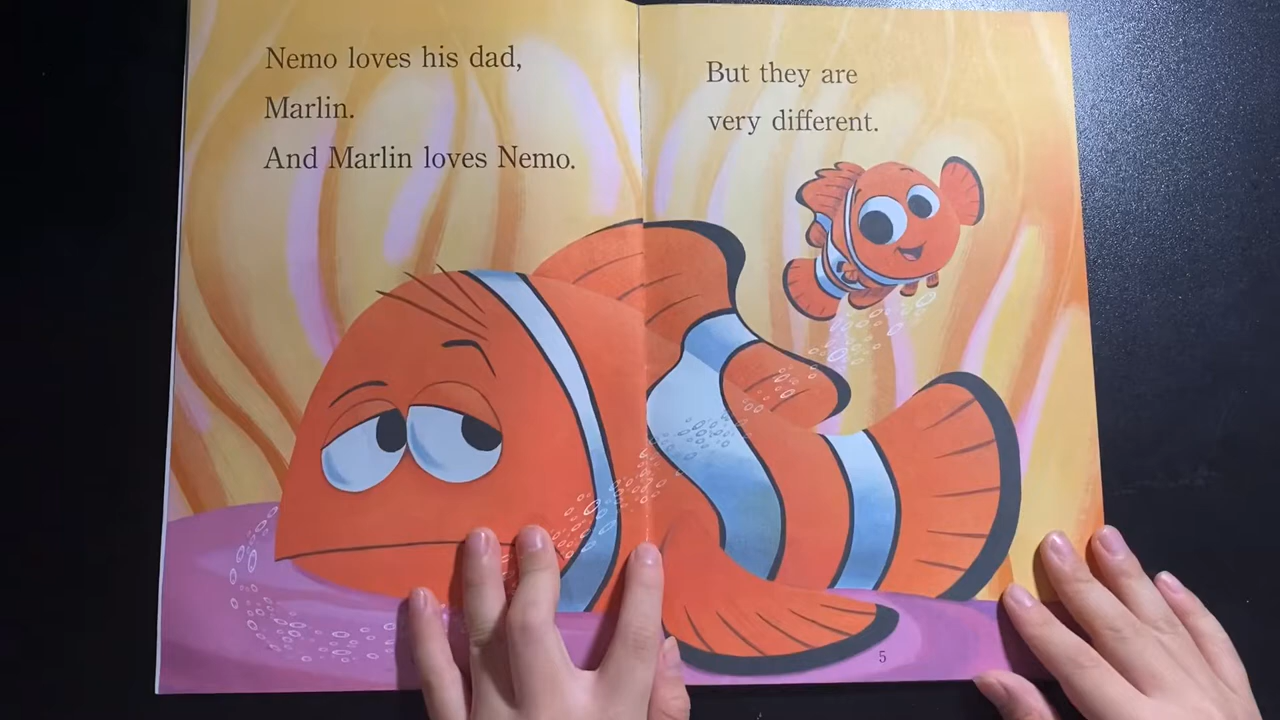 Nemo loves his dad,
Marlin.
And Marlin loves Nemo.
But they are
very different.
5